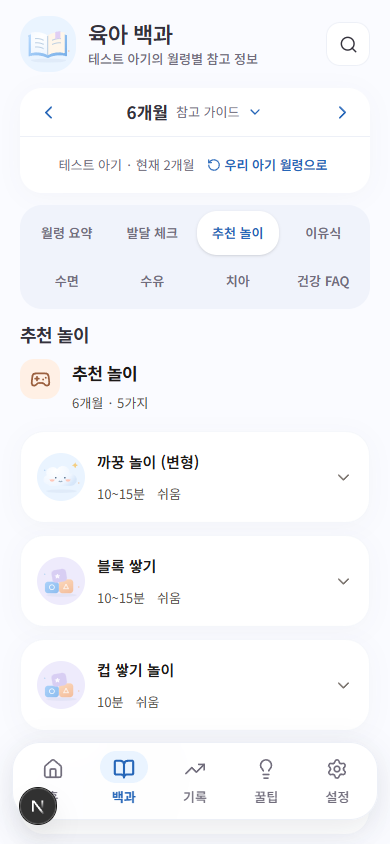 육아 백과
테스트 아기의 월령별 참고 정보
6개월 참고 가이드
테스트 아기 · 현재 2개월 우리 아기 월령으로
월령 요약 발달 체크 추천 놀이 이유식
수면 수유 치아 건강 FAQ
추천 놀이
추천 놀이
6개월 · 5가지
까꿍 놀이 (변형)
10~15분 쉬움
블록 쌓기
10~15분 쉬움
컵 쌓기 놀이
10분 쉬움
백과 기록 꿀팁 설정
N